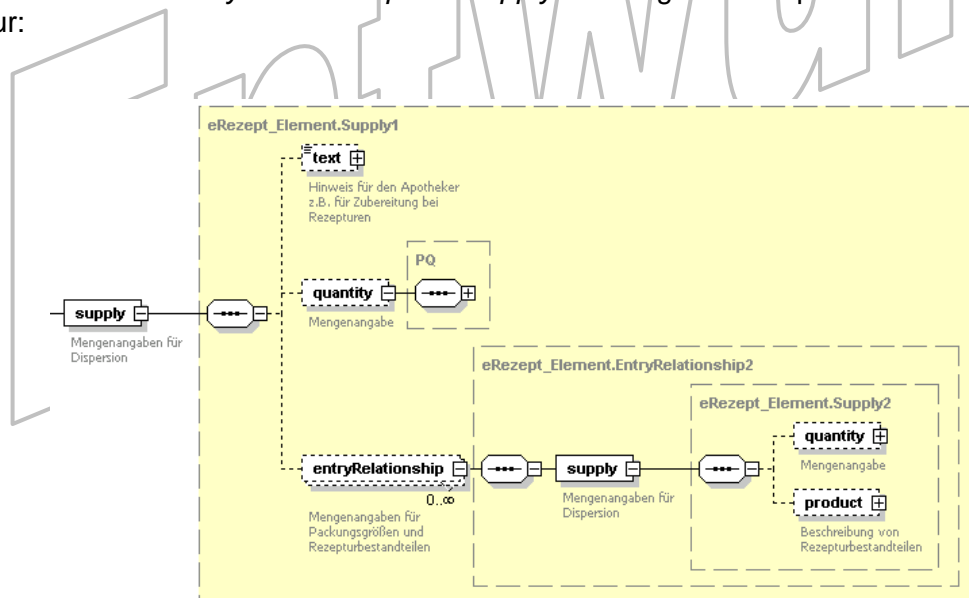 ur:
eRezept_Element.Supply1
text
Hinweis für den Apotheker
z.B. für Zubereitung bei
Rezepturen
PQ
quantity
Mengenangabe
supply
Mengenangaben für
Dispersion
eRezept_Element.EntryRelationship2
eRezept_Element.Supply2
quantity
Mengenangabe
entryRelationship
0..∞
Mengenangaben für
Packungsgrößen und
Rezepturbestandteilen
supply
Mengenangaben für
Dispersion
product
Beschreibung von
Rezepturbestandteilen